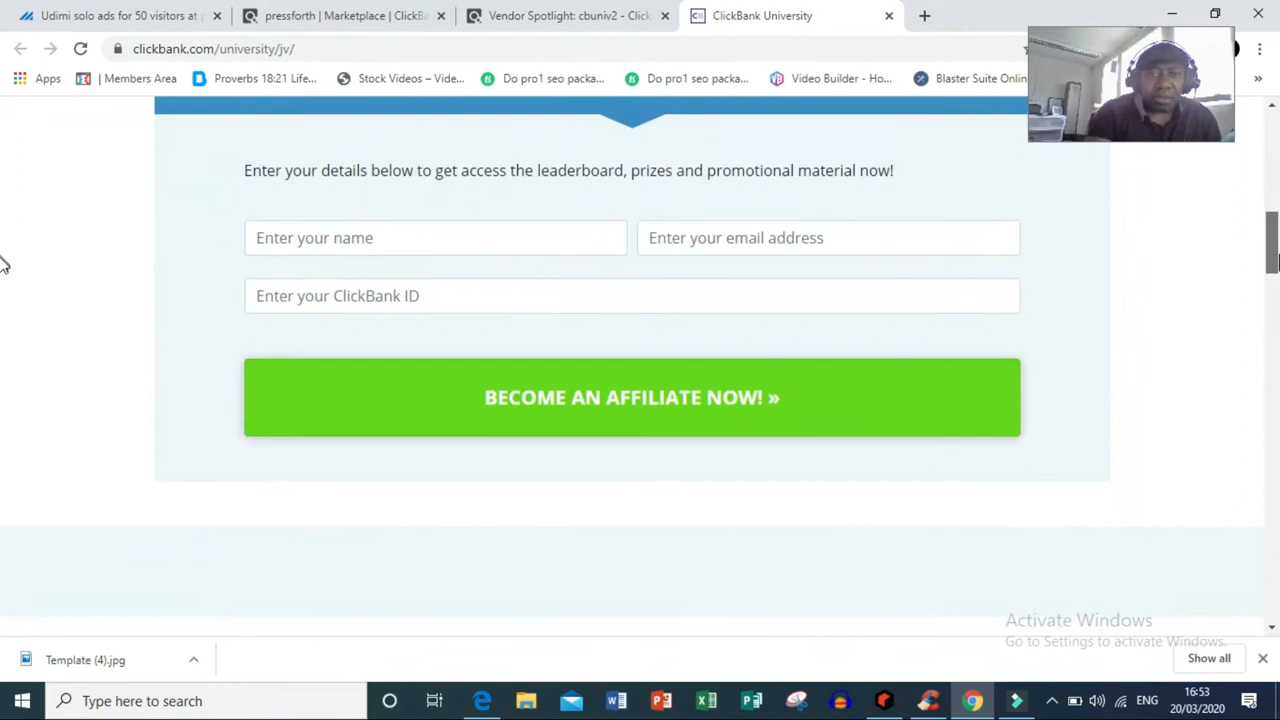 Udimi solo ads for 50 visitors at p
pressforth | Marketplace | ClickBa
Vendor Spotlight: cbuniv2 - Click
ClickBank University
clickbank.com/university/jv/
Apps
| Members Area
Proverbs 18:21 Life...
Stock Videos – Vide...
Do pro1 seo packa...
Do pro1 seo packa...
Video Builder - Ho...
Blaster Suite Onlin
Enter your details below to get access the leaderboard, prizes and promotional material now!
Enter your name
Enter your email address
Enter your ClickBank ID
BECOME AN AFFILIATE NOW! »
Activate Windows
Go to Settings to activate Windows.
Template (4).jpg
Show all
Type here to search
ENG
16:53
20/03/2020